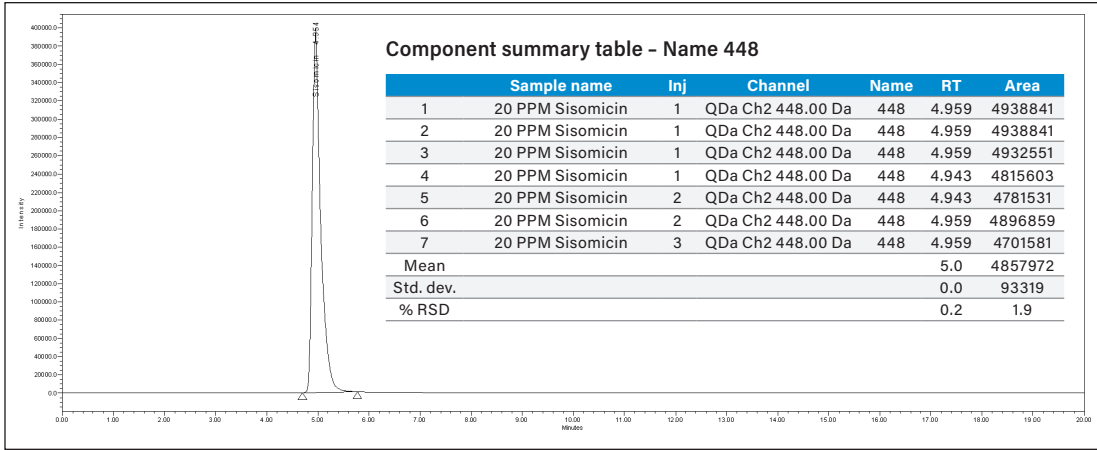 Component summary table – Name 448
Sample name Inj Channel Name RT Area
1 20 PPM Sisomicin 1 QDa Ch2 448.00 Da 448 4.959 4938841
2 20 PPM Sisomicin 1 QDa Ch2 448.00 Da 448 4.959 4938841
3 20 PPM Sisomicin 1 QDa Ch2 448.00 Da 448 4.959 4932551
4 20 PPM Sisomicin 1 QDa Ch2 448.00 Da 448 4.943 4815603
5 20 PPM Sisomicin 2 QDa Ch2 448.00 Da 448 4.943 4781531
6 20 PPM Sisomicin 2 QDa Ch2 448.00 Da 448 4.959 4896859
7 20 PPM Sisomicin 3 QDa Ch2 448.00 Da 448 4.959 4701581
Mean 5.0 4857972
Std. dev. 0.0 93319
% RSD 0.2 1.9
Sisomicin - 4.954
Intensity
400000.0
380000.0
360000.0
340000.0
320000.0
300000.0
280000.0
260000.0
240000.0
220000.0
200000.0
180000.0
160000.0
140000.0
120000.0
100000.0
80000.0
60000.0
40000.0
20000.0
0.0
0.00 1.00 2.00 3.00 4.00 5.00 6.00 7.00 8.00 9.00 10.00 11.00 12.00 13.00 14.00 15.00 16.00 17.00 18.00 19.00 20.00
Minutes